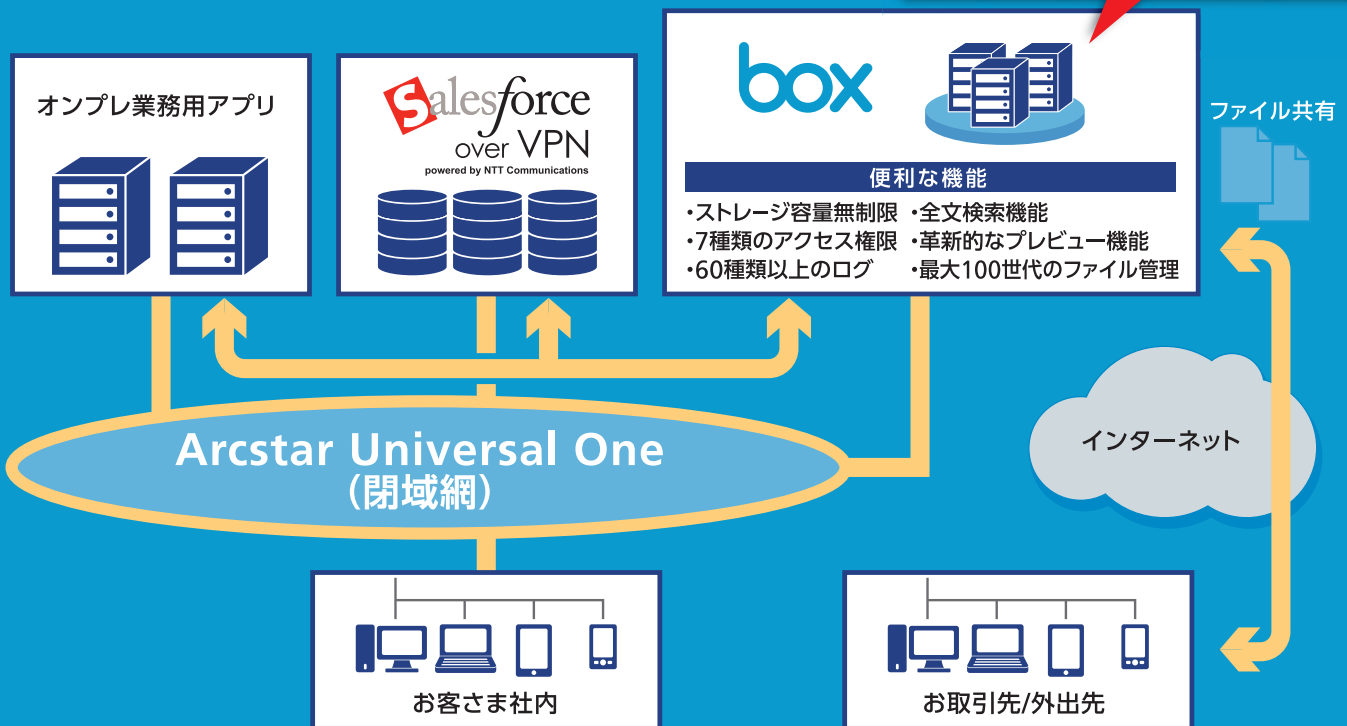 オンプレ業務用アプリ
Salesforce
over VPN
powered by NTT Communications
box
便利な機能
・ストレージ容量無制限
・7種類のアクセス権限
・60種類以上のログ
・全文検索機能
・革新的なプレビュー機能
・最大100世代のファイル管理
ファイル共有
Arcstar Universal One
（閉域網）
インターネット
お客さま社内
お取引先/外出先